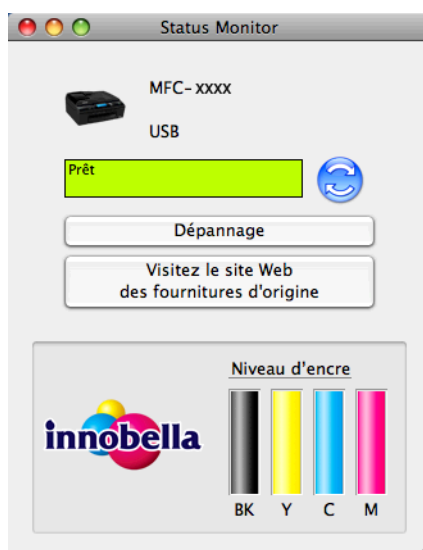 Status Monitor
MFC- xxxx
USB
Prêt
Dépannage
Visitez le site Web
des fournitures d'origine
Niveau d’encre
innobella
BK Y C M